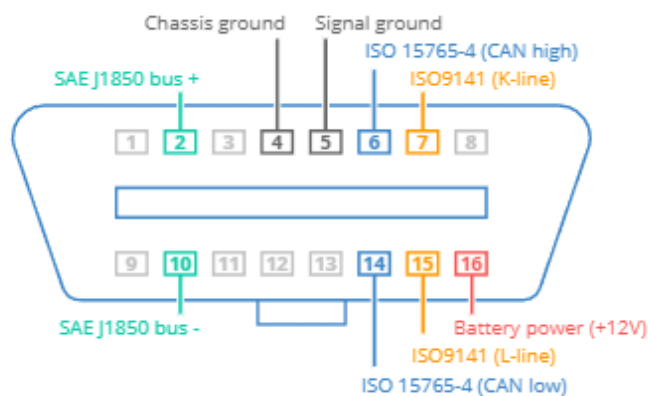 Chassis ground Signal ground
ISO 15765-4 (CAN high)
SAE J1850 bus + ISO9141 (K-line)
1 2 3 4 5 6 7 8
9 10 11 12 13 14 15 16
SAE J1850 bus - Battery power (+12V)
ISO9141 (L-line)
ISO 15765-4 (CAN low)